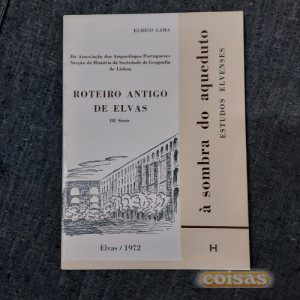 EURICO GAMA
Da Associação dos Arqueólogos Portugueses
Secção de História da Sociedade de Geografia
de Lisboa
ROTEIRO ANTIGO
DE ELVAS
III Série
Elvas / 1972
à sombra do aqueduto
ESTUDOS ELVENSES
H
coisas